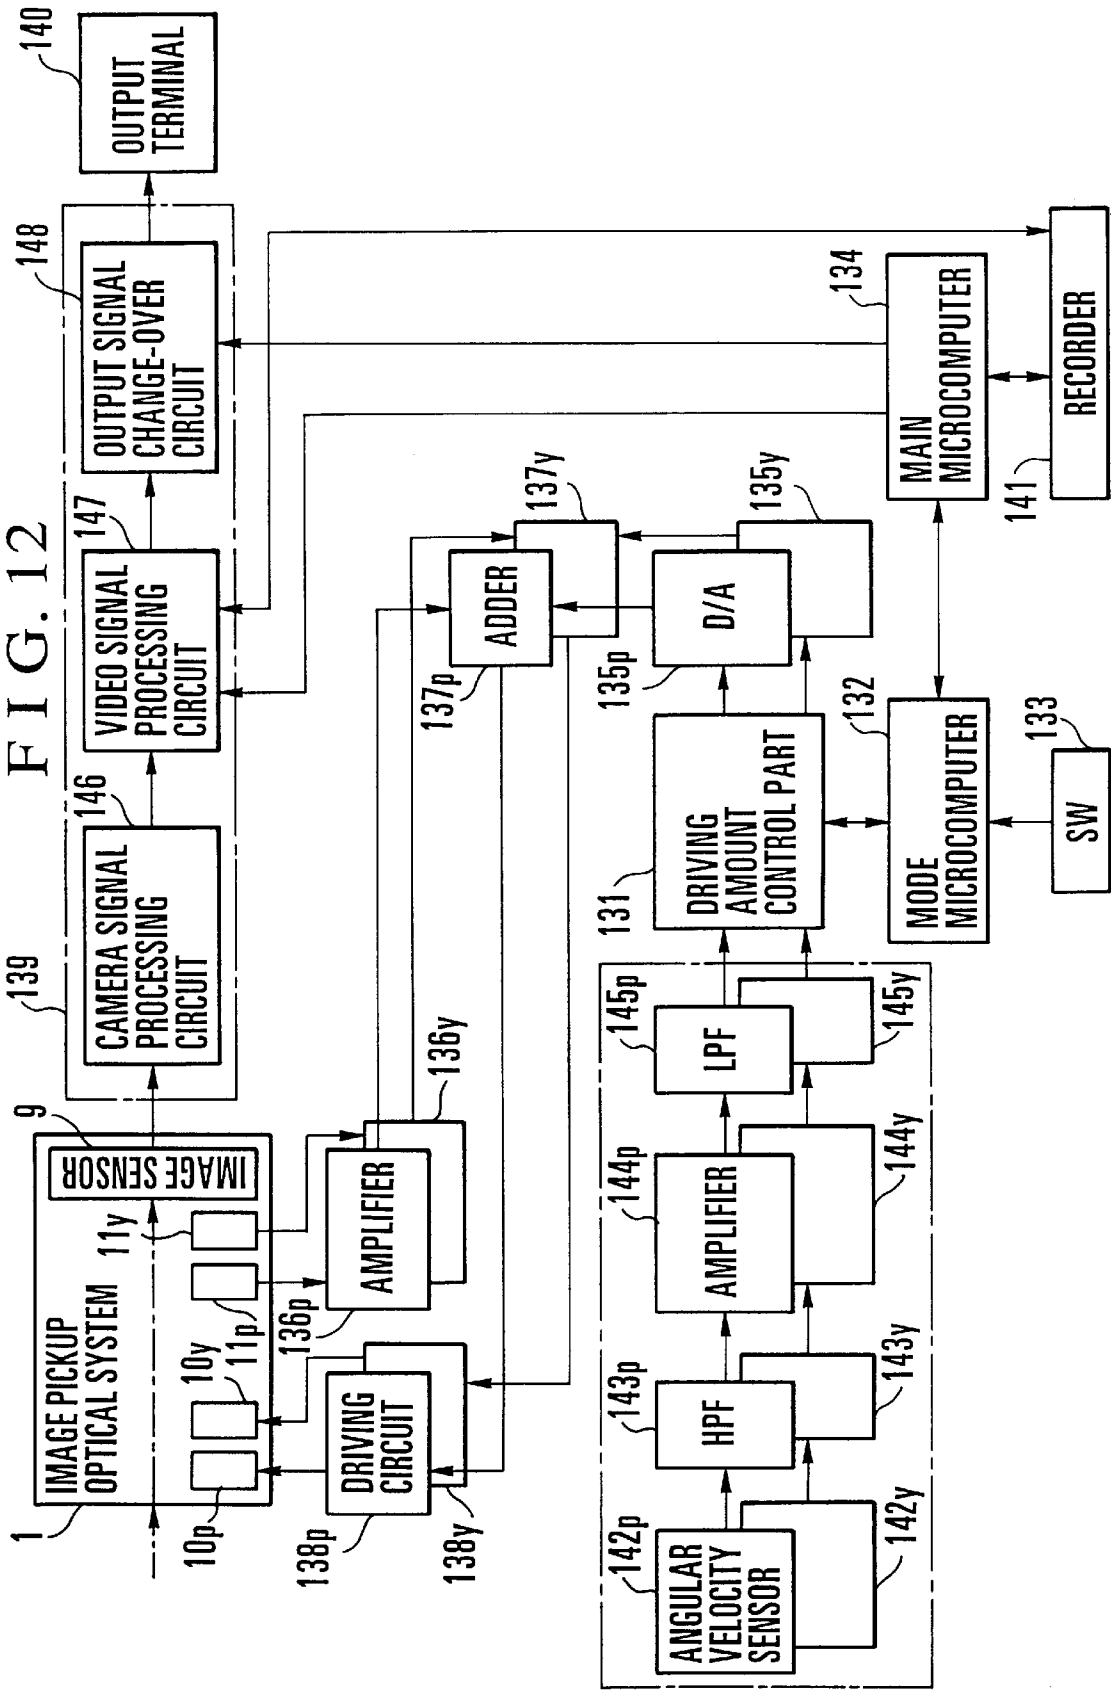 FIG. 12
139
146
147
148
140
CAMERA SIGNAL
PROCESSING
CIRCUIT
VIDEO SIGNAL
PROCESSING
CIRCUIT
OUTPUT SIGNAL
CHANGE-OVER
CIRCUIT
OUTPUT
TERMINAL
1
IMAGE PICKUP
OPTICAL SYSTEM
9
IMAGE SENSOR
10p
10y
11p
11y
138p
DRIVING
CIRCUIT
138y
136p
AMPLIFIER
136y
137p
ADDER
137y
142p
ANGULAR
VELOCITY
SENSOR
142y
143p
HPF
143y
144p
AMPLIFIER
144y
145p
LPF
145y
131
DRIVING
AMOUNT
CONTROL PART
135p
D/A
135y
132
MODE
MICROCOMPUTER
134
MAIN
MICROCOMPUTER
133
SW
141
RECORDER